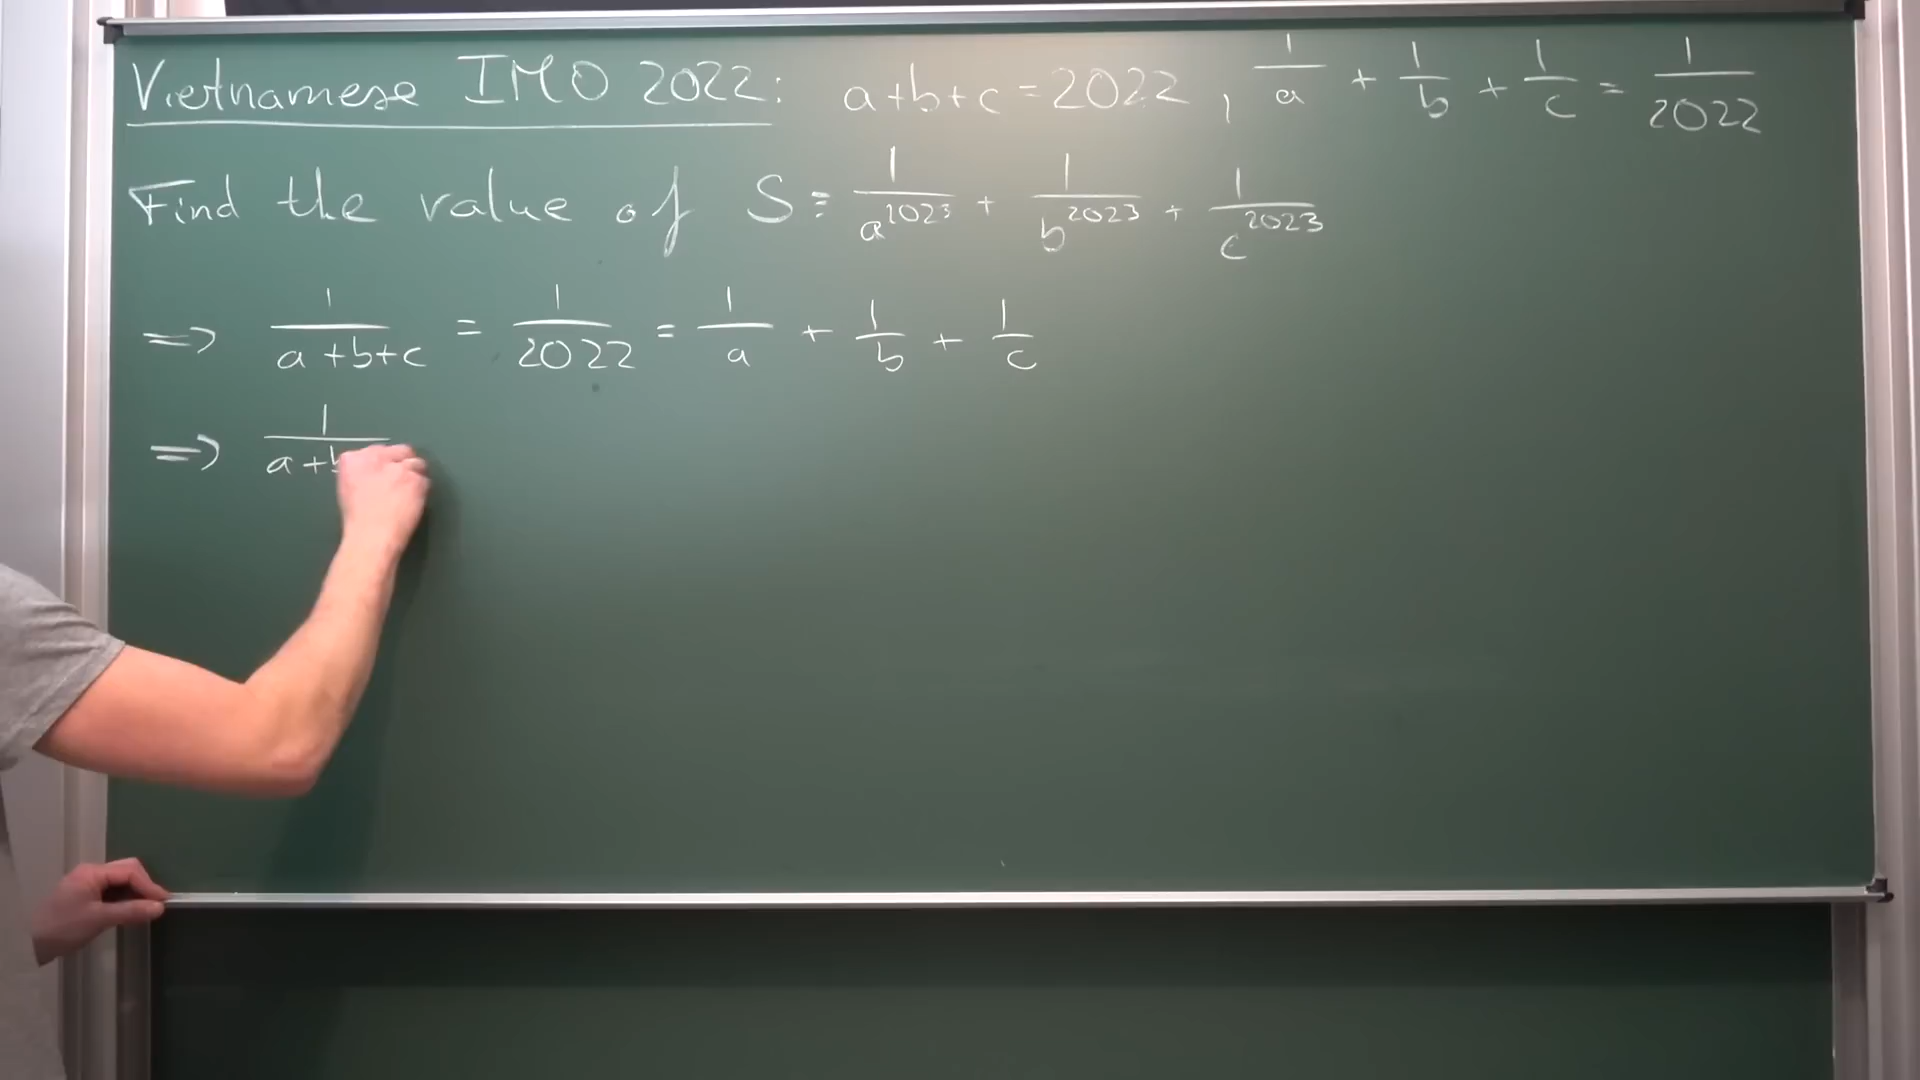 Vietnamese IMO 2022: a+b+c = 2022, 1/a + 1/b + 1/c = 1/2022
Find the value of S = 1/a^2023 + 1/b^2023 + 1/c^2023
=> 1/(a+b+c) = 1/2022 = 1/a + 1/b + 1/c
=> 1/(a+b